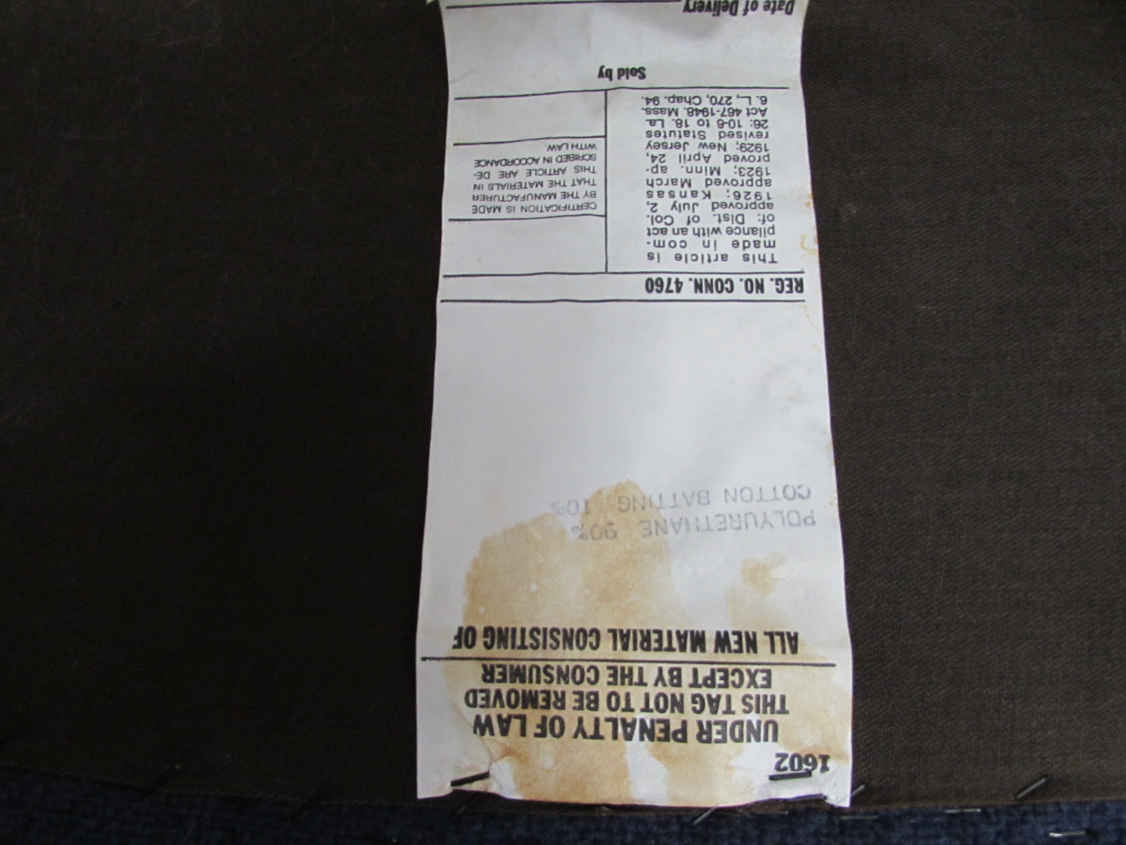 1602
UNDER PENALTY OF LAW
THIS TAG NOT TO BE REMOVED
EXCEPT BY THE CONSUMER
ALL NEW MATERIAL CONSISTING OF
POLYURETHANE 90%
COTTON BATTING 10%
REG. NO. CONN. 4760
This article is
made in com-
pliance with an act
of: Dist. of Col.
approved July 2,
1926; Kansas
approved March
1923; Minn. ap-
proved April 24,
1929; New Jersey
revised Statutes
26: 10-6 to 18. La.
Act 467-1948. Mass.
6. L, 270, Chap. 94.
CERTIFICATION IS MADE
BY THE MANUFACTURER
THAT THE MATERIALS IN
THIS ARTICLE ARE DE-
SCRIBED IN ACCORDANCE
WITH LAW.
Sold by
Date of Delivery